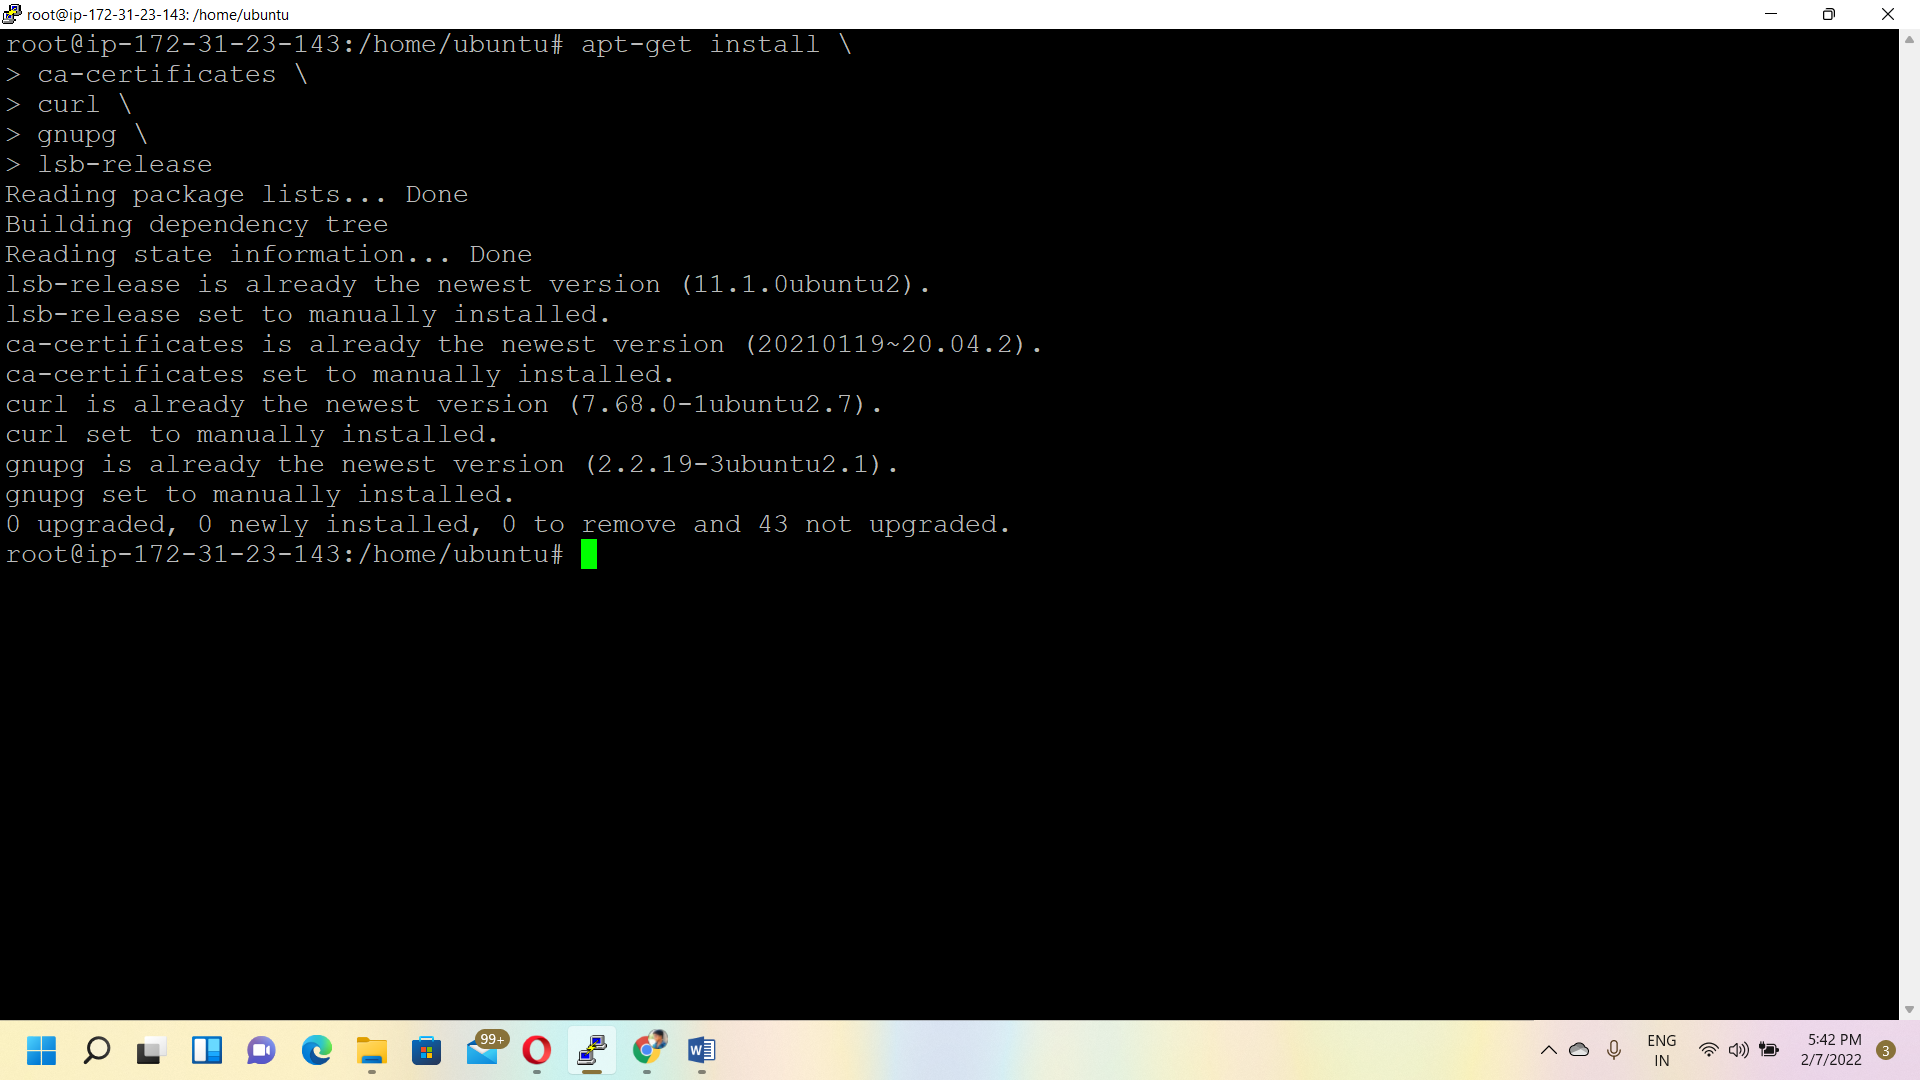 root@ip-172-31-23-143: /home/ubuntu
root@ip-172-31-23-143:/home/ubuntu# apt-get install \
> ca-certificates \
> curl \
> gnupg \
> lsb-release
Reading package lists... Done
Building dependency tree
Reading state information... Done
lsb-release is already the newest version (11.1.0ubuntu2).
lsb-release set to manually installed.
ca-certificates is already the newest version (20210119~20.04.2).
ca-certificates set to manually installed.
curl is already the newest version (7.68.0-1ubuntu2.7).
curl set to manually installed.
gnupg is already the newest version (2.2.19-3ubuntu2.1).
gnupg set to manually installed.
0 upgraded, 0 newly installed, 0 to remove and 43 not upgraded.
root@ip-172-31-23-143:/home/ubuntu#
99+
W
ENG
IN
5:42 PM
2/7/2022
3